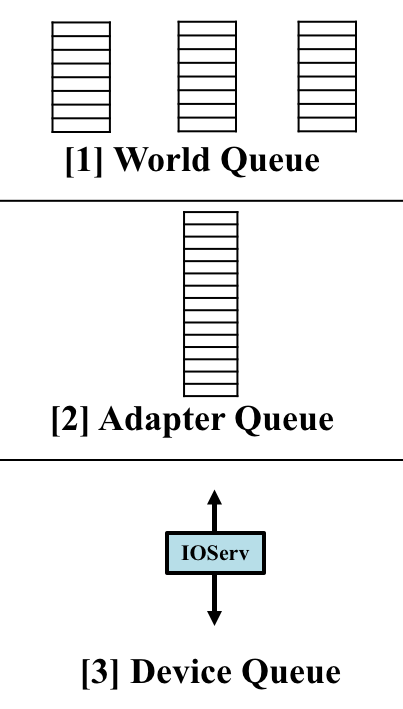 [1] World Queue
[2] Adapter Queue
IOServ
[3] Device Queue